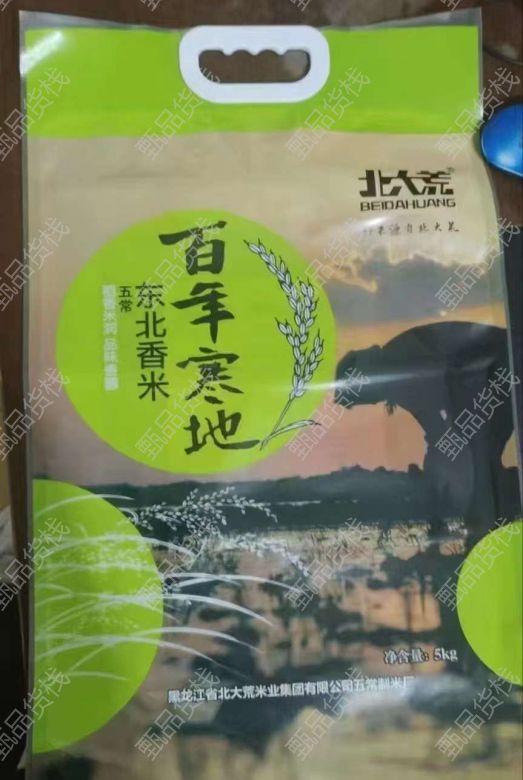 北大荒
BEIDAHUANG
百年寒地
东北香米
五常
净含量: 5kg
黑龙江省北大荒米业集团有限公司五常制米厂
甄品货栈